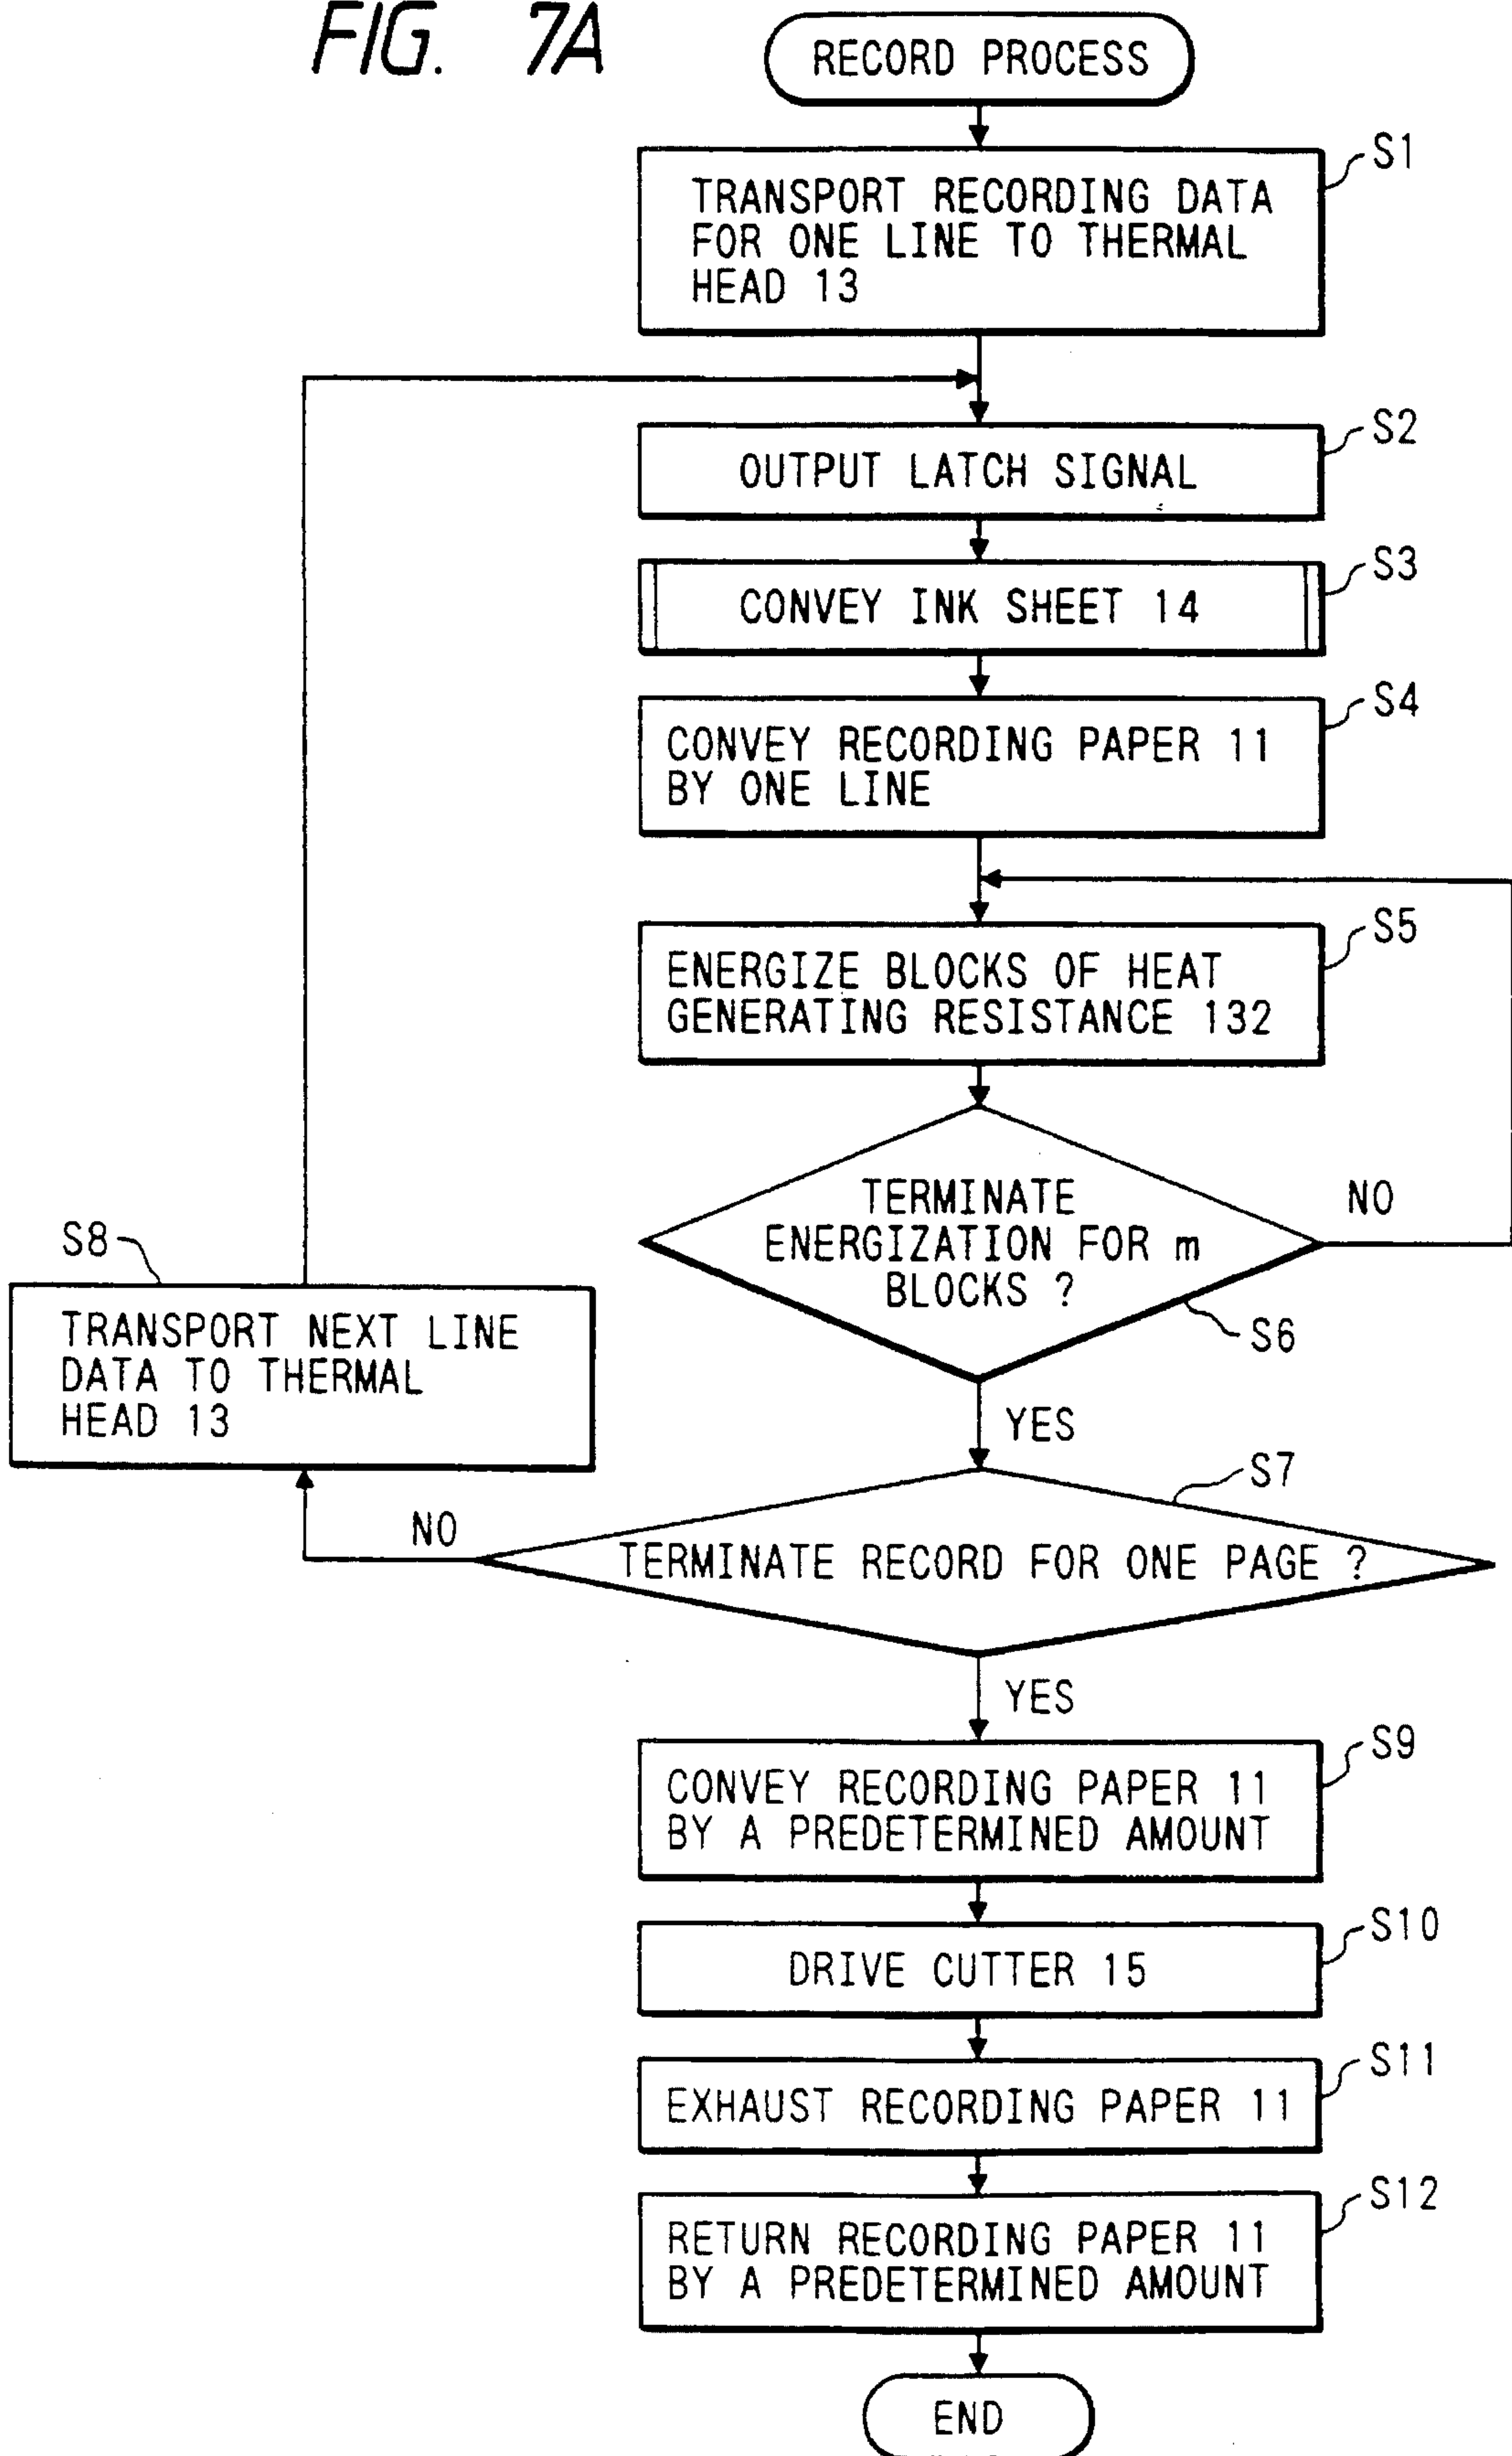 FIG. 7A
RECORD PROCESS
S1
TRANSPORT RECORDING DATA
FOR ONE LINE TO THERMAL
HEAD 13
S2
OUTPUT LATCH SIGNAL
S3
CONVEY INK SHEET 14
S4
CONVEY RECORDING PAPER 11
BY ONE LINE
S5
ENERGIZE BLOCKS OF HEAT
GENERATING RESISTANCE 132
TERMINATE
ENERGIZATION FOR m
BLOCKS ?
NO
S6
S8
TRANSPORT NEXT LINE
DATA TO THERMAL
HEAD 13
YES
S7
NO
TERMINATE RECORD FOR ONE PAGE ?
YES
S9
CONVEY RECORDING PAPER 11
BY A PREDETERMINED AMOUNT
S10
DRIVE CUTTER 15
S11
EXHAUST RECORDING PAPER 11
S12
RETURN RECORDING PAPER 11
BY A PREDETERMINED AMOUNT
END